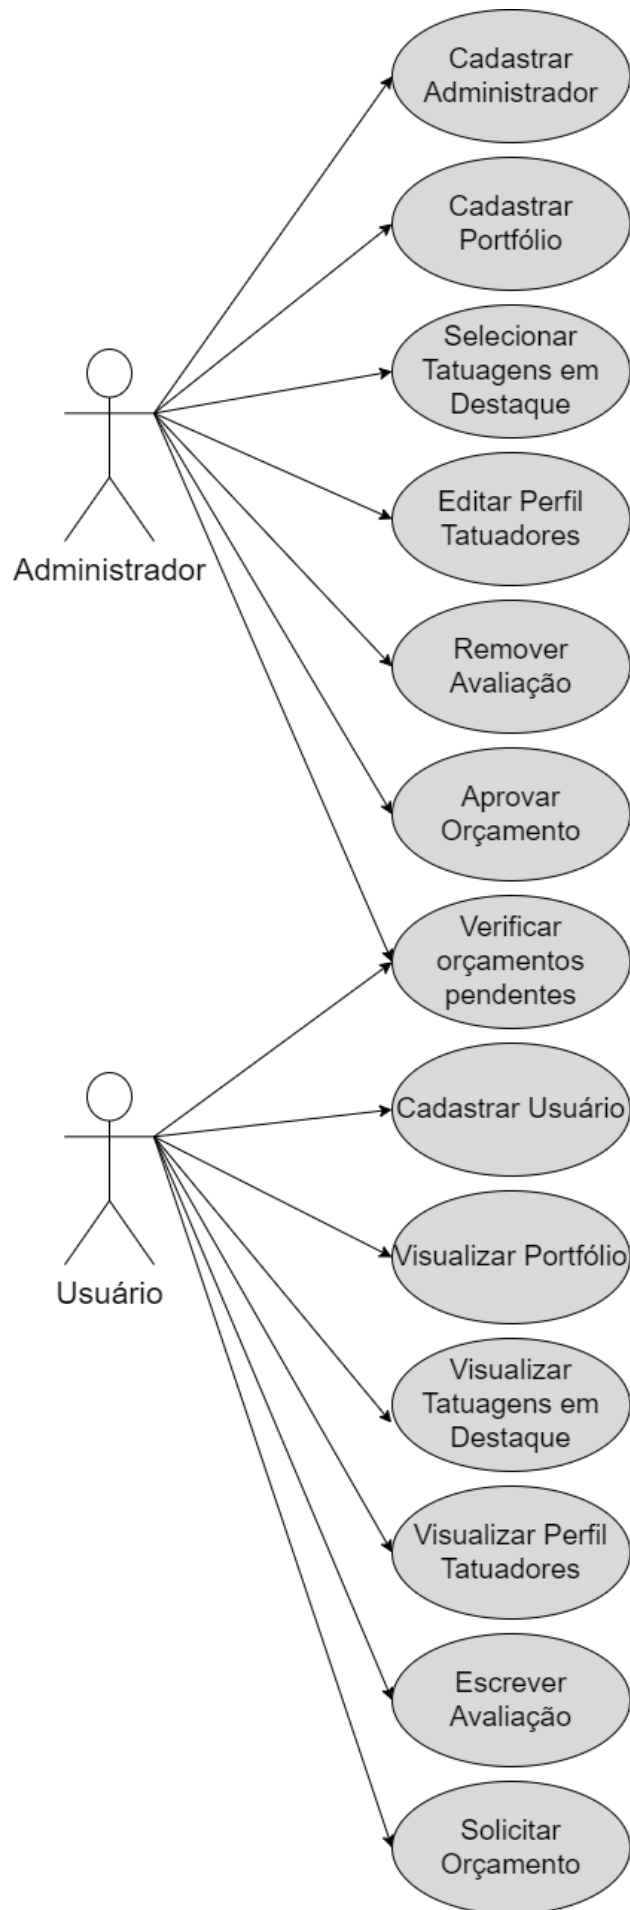 Cadastrar
Administrador
Cadastrar
Portfólio
Selecionar
Tatuagens em
Destaque
Editar Perfil
Tatuadores
Administrador
Remover
Avaliação
Aprovar
Orçamento
Verificar
orçamentos
pendentes
Cadastrar Usuário
Visualizar Portfólio
Usuário
Visualizar
Tatuagens em
Destaque
Visualizar Perfil
Tatuadores
Escrever
Avaliação
Solicitar
Orçamento